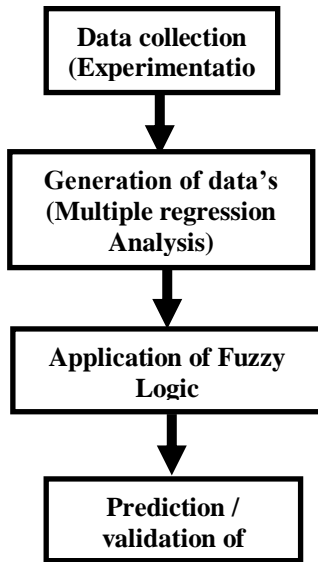 Data collection
(Experimentatio
Generation of data's
(Multiple regression
Analysis)
Application of Fuzzy
Logic
Prediction /
validation of